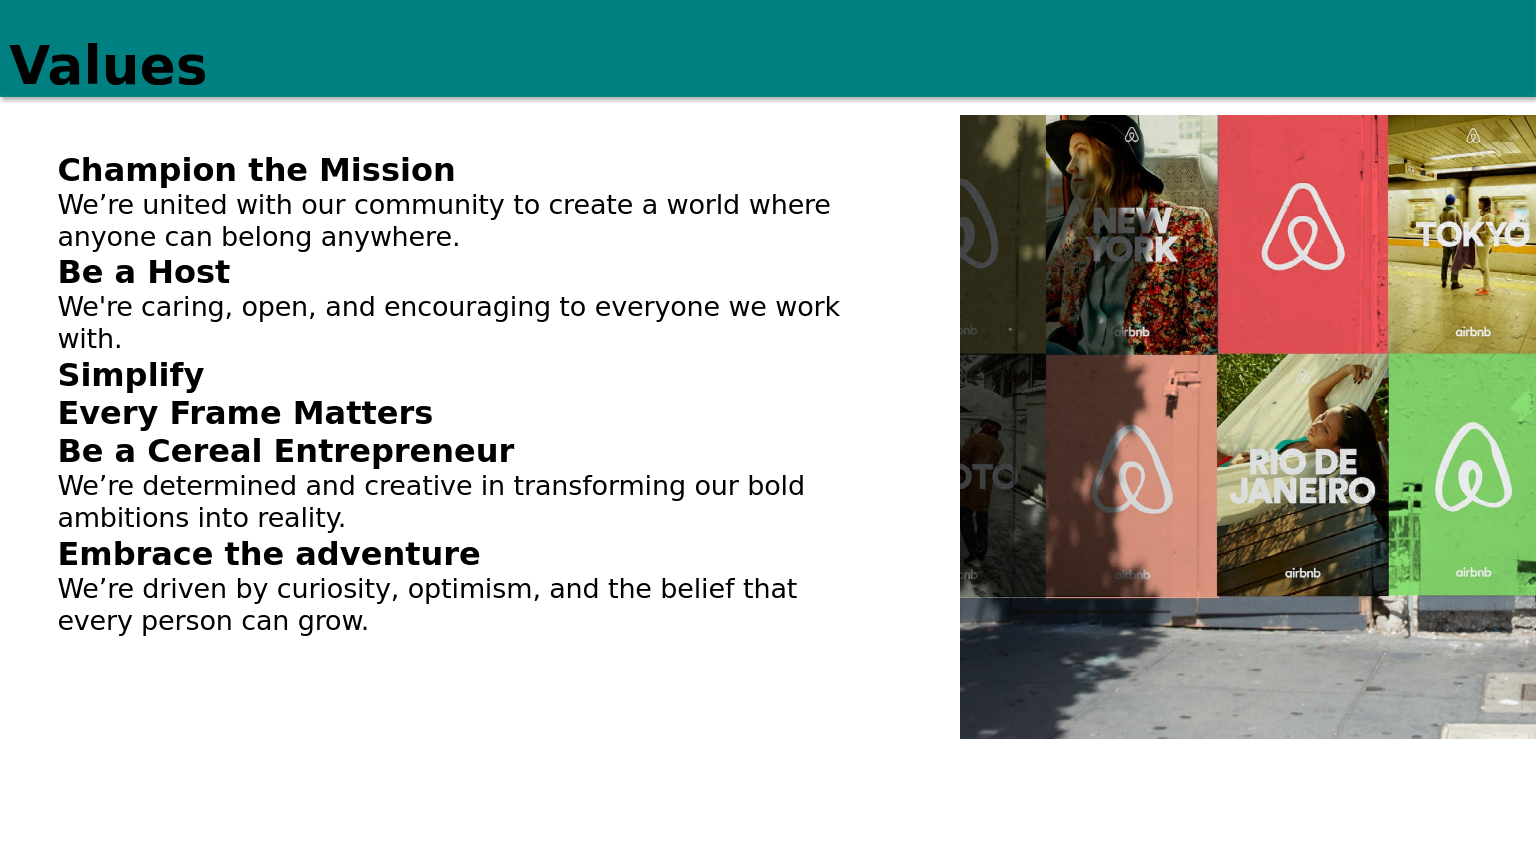 Values
Champion the Mission
We’re united with our community to create a world where
anyone can belong anywhere.
Be a Host
We're caring, open, and encouraging to everyone we work
with.
Simplify
Every Frame Matters
Be a Cereal Entrepreneur
We’re determined and creative in transforming our bold
ambitions into reality.
Embrace the adventure
We’re driven by curiosity, optimism, and the belief that
every person can grow.
NEW
YORK
airbnb
TOKYO
airbnb
OTO
airbnb
RIO DE
JANEIRO
airbnb
airbnb